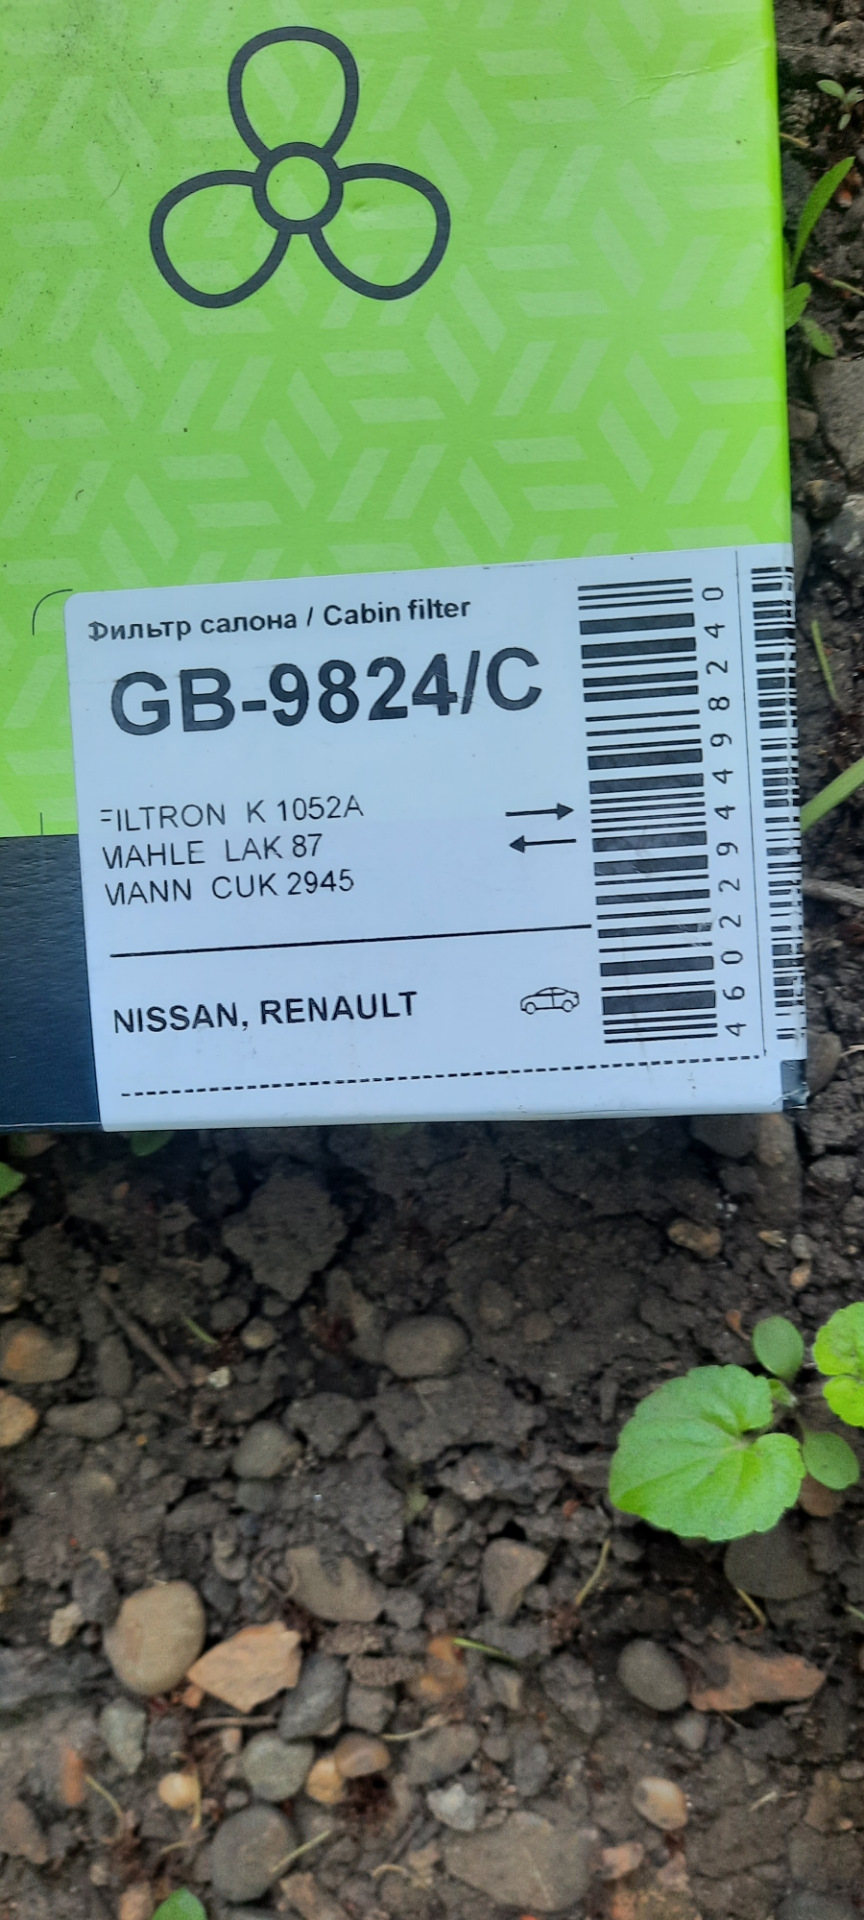 Фильтр салона / Cabin filter
GB-9824/C
FILTRON K 1052A
MAHLE LAK 87
MANN CUK 2945
NISSAN, RENAULT
4602294498240